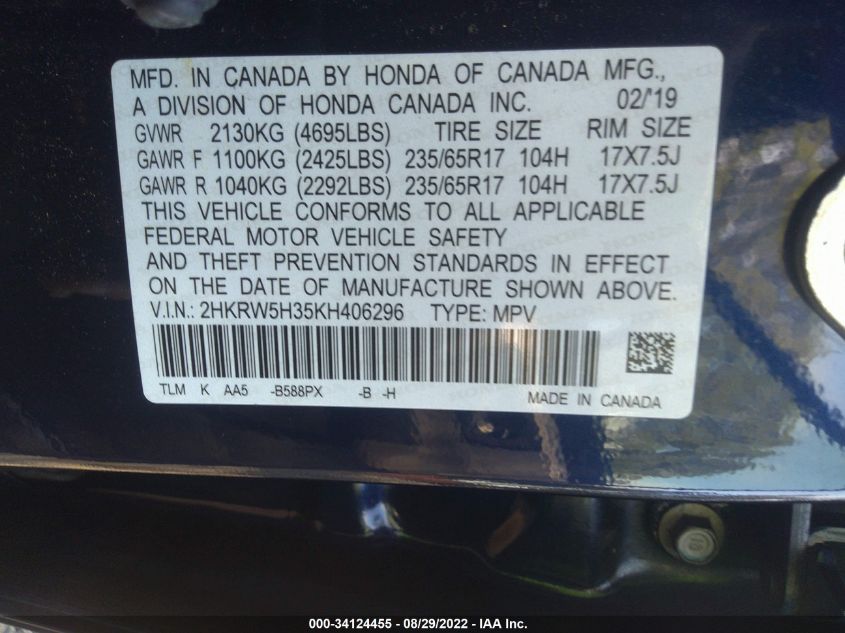 MFD. IN CANADA BY HONDA OF CANADA MFG.,
A DIVISION OF HONDA CANADA INC. 02/'19
GVWR 2130KG (4695LBS) TIRE SIZE RIM SIZE
GAWR F 1100KG (2425LBS) 235/65R17 104H 17X7.5J
GAWR R 1040KG (2292LBS) 235/65R17 104H 17X7.5J
THIS VEHICLE CONFORMS TO ALL APPLICABLE
FEDERAL MOTOR VEHICLE SAFETY
AND THEFT PREVENTION STANDARDS IN EFFECT
ON THE DATE OF MANUFACTURE SHOWN ABOVE.
V.I.N.: 2HKRW5H35KH406296 TYPE: MPV
TLM K AA5 -B588PX -B -H MADE IN CANADA
000-34124455 - 08/29/2022 - IAA Inc.